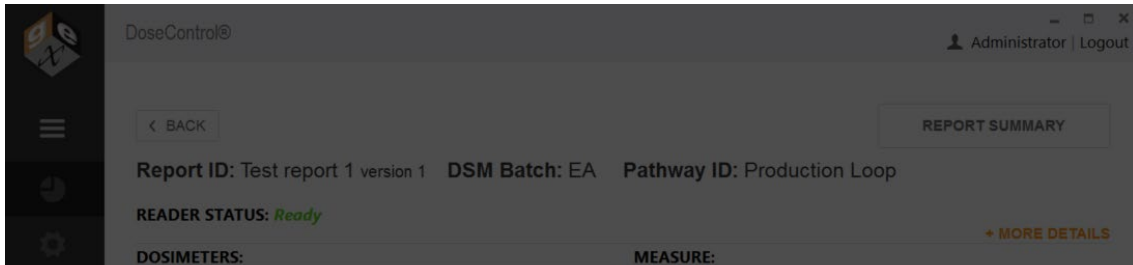 gex
DoseControl®
Administrator | Logout
< BACK
REPORT SUMMARY
Report ID: Test report 1 version 1 DSM Batch: EA Pathway ID: Production Loop
READER STATUS: Ready
+ MORE DETAILS
DOSIMETERS: MEASURE: